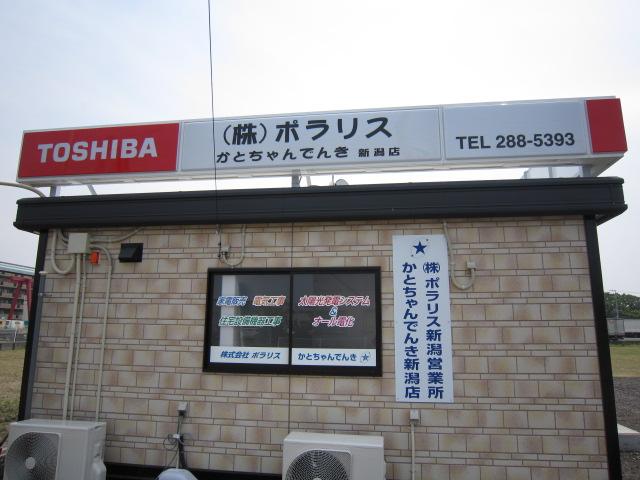 TOSHIBA
(株)ポラリス
かとちゃんでんき 新潟店
TEL 288-5393
家電販売 電気工事
住宅設備機器工事
株式会社 ポラリス
太陽光発電システム
&
オール電化
かとちゃんでんき
(株)ポラリス新潟営業所
かとちゃんでんき新潟店